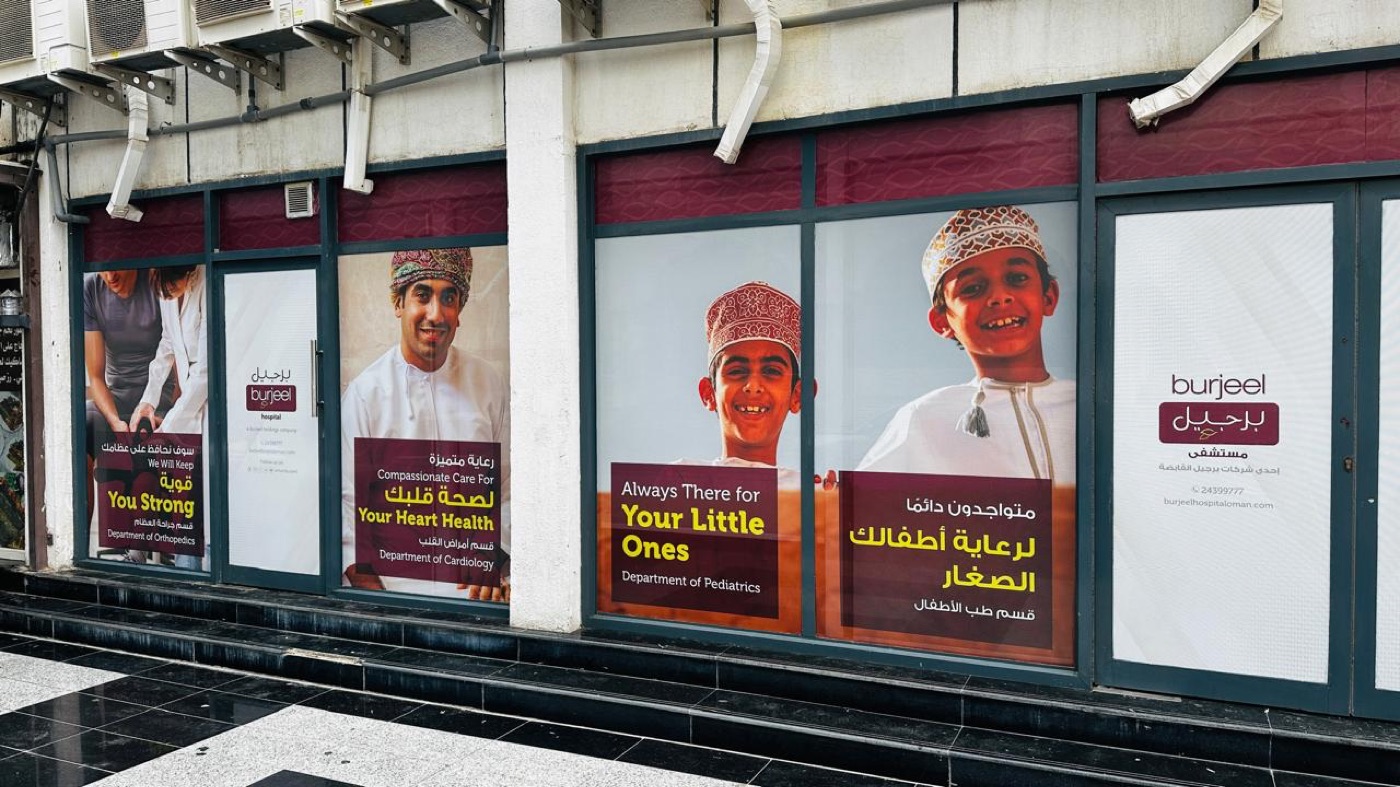 سوف نحافظ على عظامك
We Will Keep
قوية
You Strong
قسم جراحة العظام
Department of Orthopedics
برجيل
burjeel
hospital
رعاية متميزة
Compassionate Care For
لصحة قلبك
Your Heart Health
قسم أمراض القلب
Department of Cardiology
Always There for
Your Little
Ones
Department of Pediatrics
متواجدون دائمًا
لرعاية أطفالك
الصغار
قسم طب الأطفال
burjeel
برجيل
مستشفى
إحدى شركات برجيل القابضة
24399777
burjeelhospitaloman.com